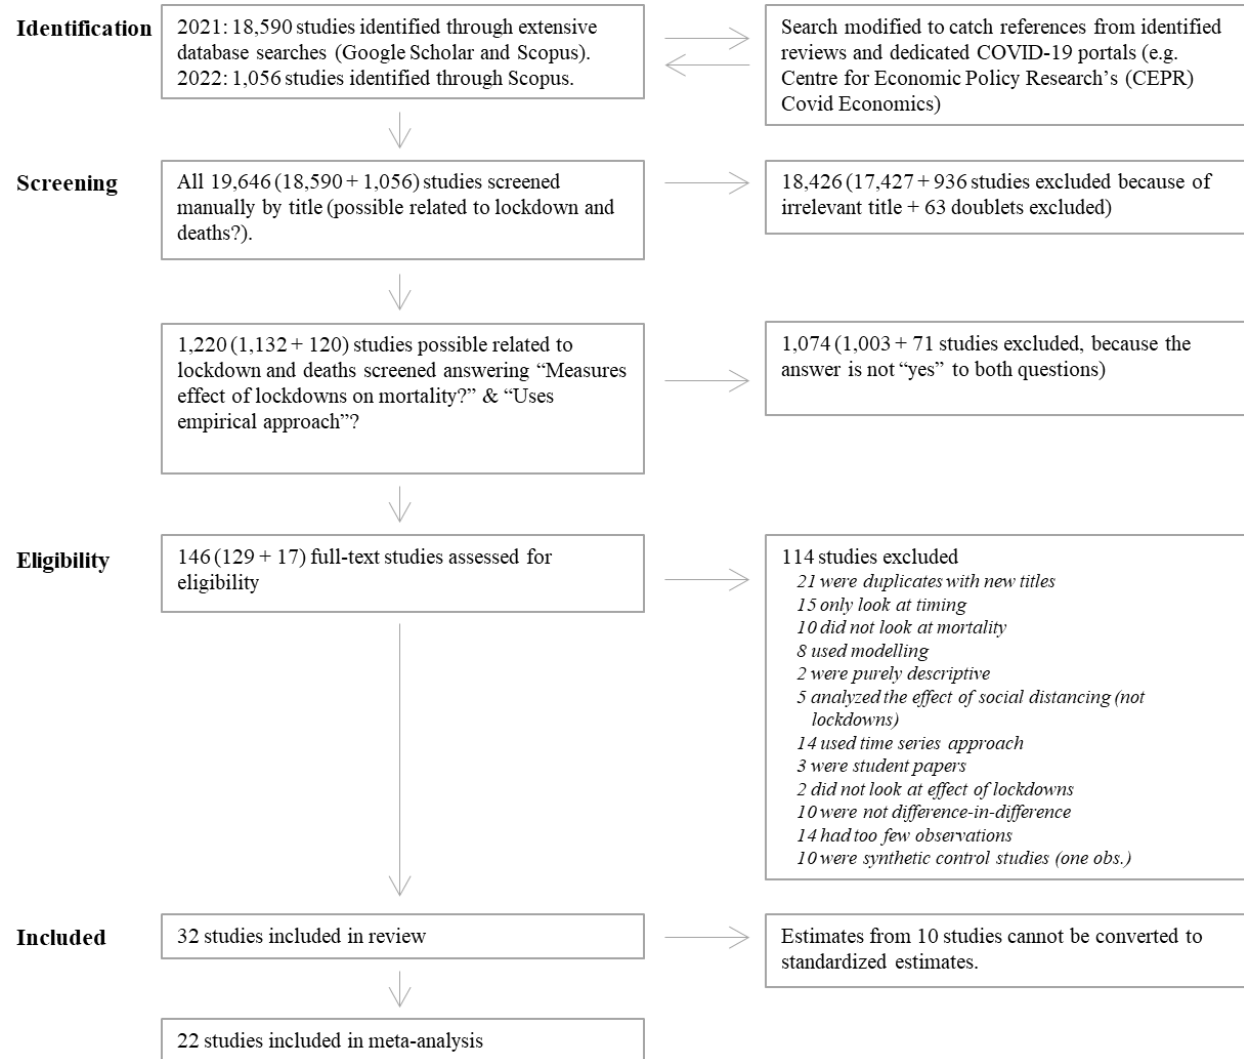 Identification
2021: 18,590 studies identified through extensive
database searches (Google Scholar and Scopus).
2022: 1,056 studies identified through Scopus.
Search modified to catch references from identified
reviews and dedicated COVID-19 portals (e.g.
Centre for Economic Policy Research's (CEPR)
Covid Economics)
Screening
All 19,646 (18,590 + 1,056) studies screened
manually by title (possible related to lockdown and
deaths?).
18,426 (17,427 + 936 studies excluded because of
irrelevant title + 63 doublets excluded)
1,220 (1,132 + 120) studies possible related to
lockdown and deaths screened answering “Measures
effect of lockdowns on mortality?” & “Uses
empirical approach”?
1,074 (1,003 + 71 studies excluded, because the
answer is not “yes” to both questions)
Eligibility
146 (129 + 17) full-text studies assessed for
eligibility
114 studies excluded
21 were duplicates with new titles
15 only look at timing
10 did not look at mortality
8 used modelling
2 were purely descriptive
5 analyzed the effect of social distancing (not
lockdowns)
14 used time series approach
3 were student papers
2 did not look at effect of lockdowns
10 were not difference-in-difference
14 had too few observations
10 were synthetic control studies (one obs.)
Included
32 studies included in review
Estimates from 10 studies cannot be converted to
standardized estimates.
22 studies included in meta-analysis